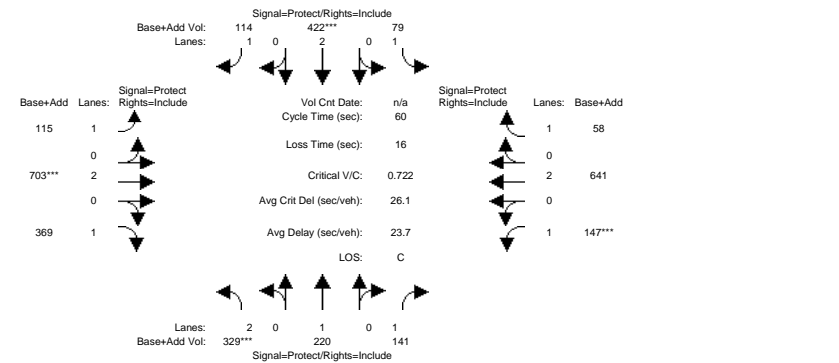 Signal=Protect/Rights=Include
Base+Add Vol: 114 422*** 79
Lanes: 1 0 2 0 1
Signal=Protect Signal=Protect
Base+Add Lanes: Rights=Include Vol Cnt Date: n/a Rights=Include Lanes: Base+Add
Cycle Time (sec): 60
115 1 1 58
Loss Time (sec): 16
0 0
703*** 2 Critical V/C: 0.722 2 641
0 Avg Crit Del (sec/veh): 26.1 0
369 1 Avg Delay (sec/veh): 23.7 1 147***
LOS: C
Lanes: 2 0 1 0 1
Base+Add Vol: 329*** 220 141
Signal=Protect/Rights=Include